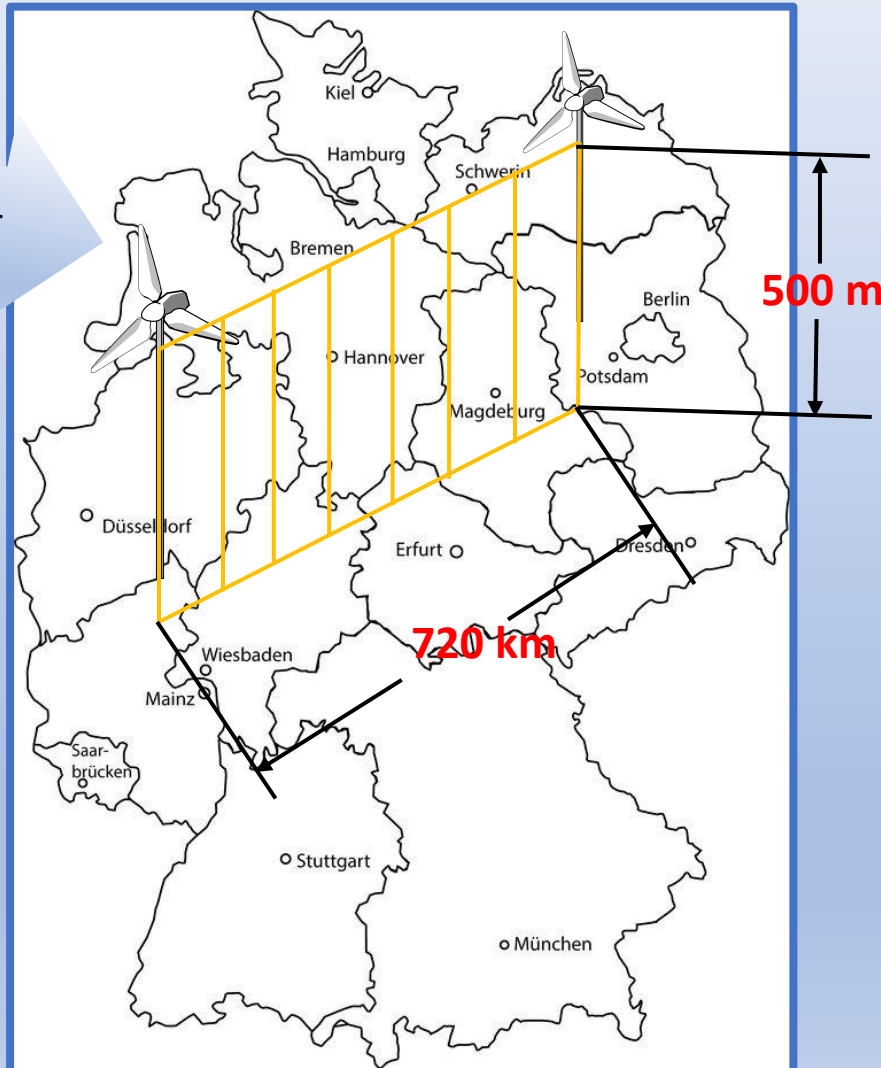 Kiel
Hamburg
Schwerin
Bremen
500 m
Berlin
Hannover
Potsdam
Magdeburg
Düsseldorf
Erfurt
Dresden
720 km
Wiesbaden
Mainz
Saar-
brücken
Stuttgart
München